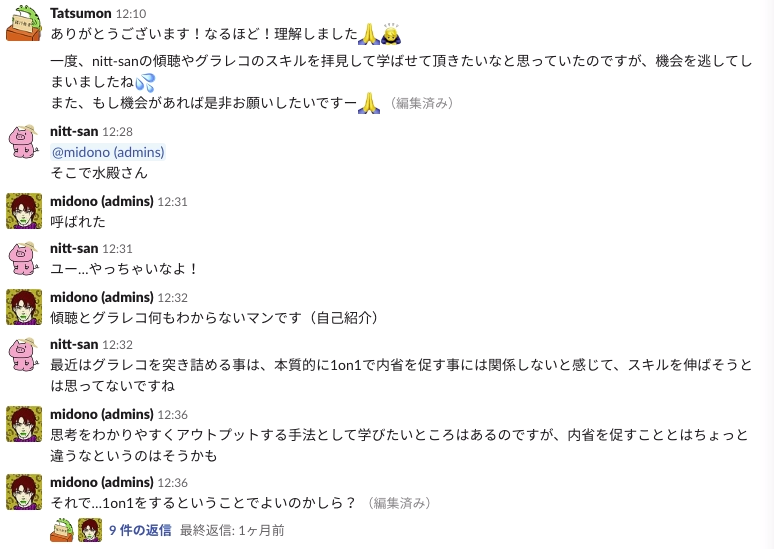 Tatsumon 12:10
ありがとうございます！なるほど！理解しました🙏🙇
一度、nitt-sanの傾聴やグラレコのスキルを拝見して学ばせて頂きたいなと思っていたのですが、機会を逃してし
まいましたね💦
また、もし機会があれば是非お願いしたいですー🙏（編集済み）
nitt-san 12:28
@midono (admins)
そこで水殿さん
midono (admins) 12:31
呼ばれた
nitt-san 12:31
ユー…やっちゃいなよ！
midono (admins) 12:32
傾聴とグラレコ何もわからないマンです（自己紹介）
nitt-san 12:32
最近はグラレコを突き詰める事は、本質的に1on1で内省を促す事には関係しないと感じて、スキルを伸ばそうと
は思ってないですね
midono (admins) 12:36
思考をわかりやすくアウトプットする手法として学びたいところはあるのですが、内省を促すこととはちょっと
違うなというのはそうかも
midono (admins) 12:36
それで…1on1をするということでよいのかしら？（編集済み）
9 件の返信 最終返信: 1ヶ月前